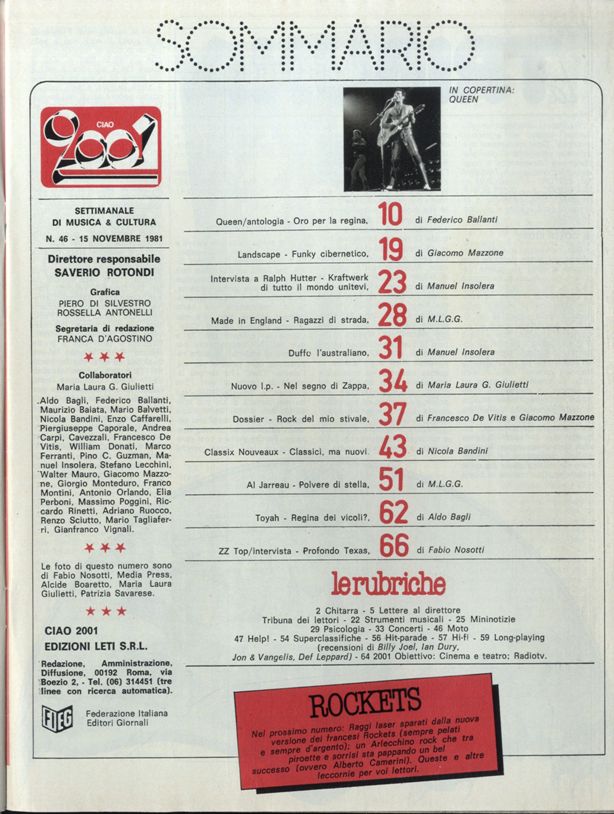 SOMMARIO
IN COPERTINA:
QUEEN
CIAO
2001
SETTIMANALE
DI MUSICA & CULTURA
N. 46 - 15 NOVEMBRE 1981
Direttore responsabile
SAVERIO ROTONDI
Grafica
PIERO DI SILVESTRO
ROSSELLA ANTONELLI
Segretaria di redazione
FRANCA D'AGOSTINO
Collaboratori
Maria Laura G. Giulietti
Aldo Bagli, Federico Ballanti,
Maurizio Baiata, Mario Balvetti,
Nicola Bandini, Enzo Caffarelli,
Piergiuseppe Caporale, Andrea
Carpi, Cavezzali, Francesco De
Vitis, William Donati, Marco
Ferranti, Pino C. Guzman, Ma-
nuel Insolera, Stefano Lecchini,
Walter Mauro, Giacomo Mazzo-
ne, Giorgio Monteduro, Franco
Montini, Antonio Orlando, Elia
Perboni, Massimo Poggini, Ric-
cardo Rinetti, Adriano Ruocco,
Renzo Sciutto, Mario Tagliafer-
ri, Gianfranco Vignali.
Le foto di questo numero sono
di Fabio Nosotti, Media Press,
Alcide Boaretto, Maria Laura
Giulietti, Patrizia Savarese.
CIAO 2001
EDIZIONI LETI S.R.L.
Redazione, Amministrazione,
Diffusione, 00192 Roma, via
Boezio 2, - Tel. (06) 314451 (tre
linee con ricerca automatica).
FIEG
Federazione Italiana
Editori Giornali
Queen/antologia - Oro per la regina, 10 di Federico Ballanti
Landscape - Funky cibernetico, 19 di Giacomo Mazzone
Intervista a Ralph Hutter - Kraftwerk
di tutto il mondo unitevi, 23 di Manuel Insolera
Made in England - Ragazzi di strada, 28 di M.L.G.G.
Duffo l'australiano, 31 di Manuel Insolera
Nuovo l.p. - Nel segno di Zappa, 34 di Maria Laura G. Giulietti
Dossier - Rock del mio stivale, 37 di Francesco De Vitis e Giacomo Mazzone
Classix Nouveaux - Classici, ma nuovi. 43 di Nicola Bandini
Al Jarreau - Polvere di stella, 51 di M.L.G.G.
Toyah - Regina dei vicoli?, 62 di Aldo Bagli
ZZ Top/intervista - Profondo Texas, 66 di Fabio Nosotti
le rubriche
2 Chitarra - 5 Lettere al direttore
Tribuna dei lettori - 22 Strumenti musicali - 25 Mininotizie
29 Psicologia - 33 Concerti - 46 Moto
47 Help! - 54 Superclassifiche - 56 Hit-parade - 57 Hi-fi - 59 Long-playing
(recensioni di Billy Joel, Ian Dury,
Jon & Vangelis, Def Leppard) - 64 2001 Obiettivo: Cinema e teatro; Radiotv.
ROCKETS
Nel prossimo numero: Raggi laser sparati dalla nuova
versione dei francesi Rockets (sempre pelati
e sempre d'argento); un Arlecchino rock che tra
piroette e sorrisi sta pappando un bel
successo (ovvero Alberto Camerini). Queste e altre
leccornie per voi lettori.